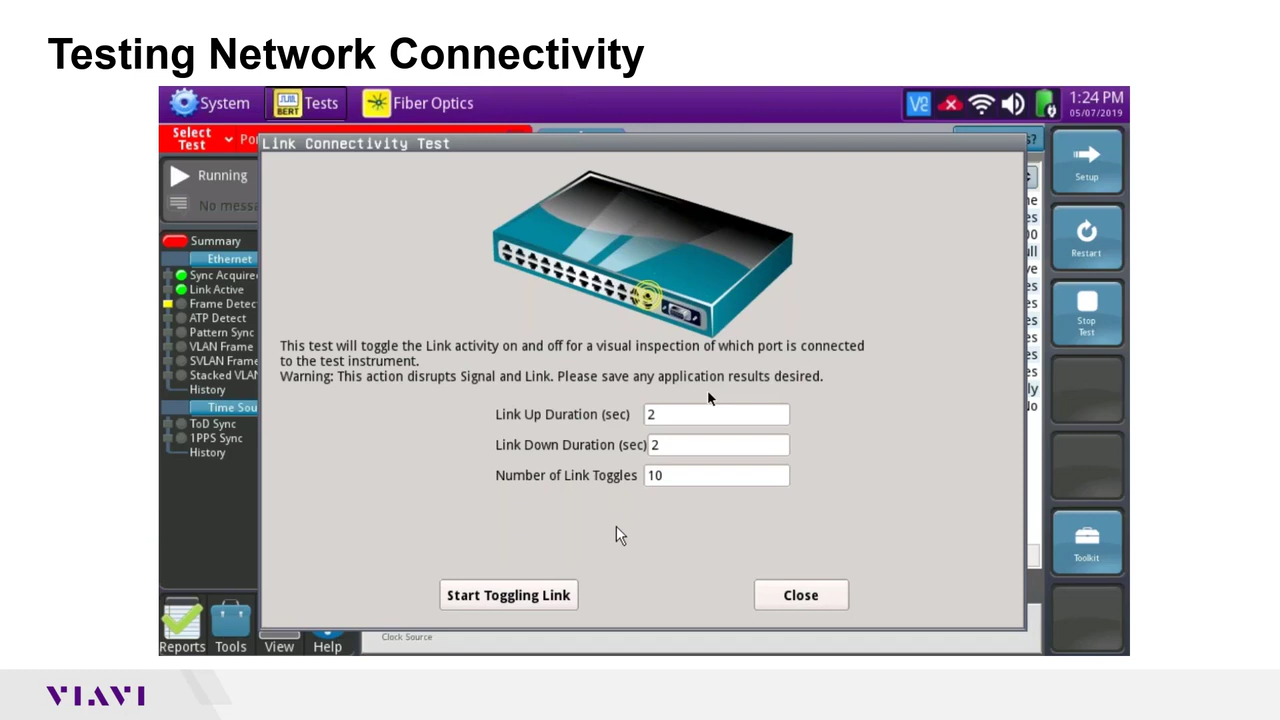 Testing Network Connectivity
System
BERT
Tests
Fiber Optics
1:24 PM
05/07/2019
Select
Test
Link Connectivity Test
Setup
Running
Restart
Summary
Ethernet
Sync Acquire
Link Active
Frame Detec
ATP Detect
Pattern Sync
VLAN Frame
SVLAN Frame
Stacked VLAN
History
Time Sou
ToD Sync
1PPS Sync
History
Stop
Test
This test will toggle the Link activity on and off for a visual inspection of which port is connected
to the test instrument.
Warning: This action disrupts Signal and Link. Please save any application results desired.
Link Up Duration (sec) 2
Link Down Duration (sec) 2
Number of Link Toggles 10
Toolkit
Start Toggling Link
Close
Reports
Tools
View
Help
Clock Source
VIAVI